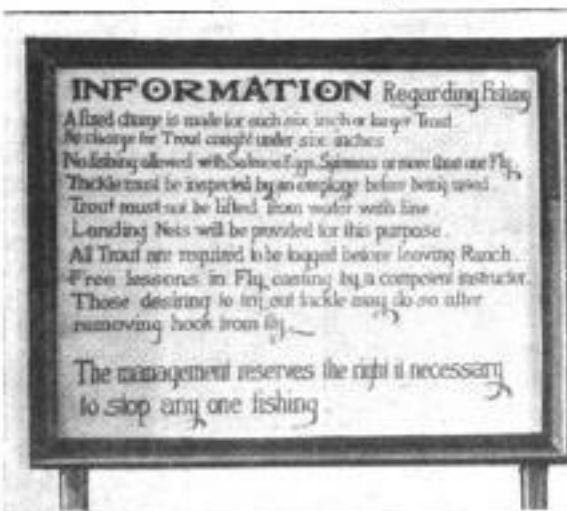 INFORMATION Regarding Fishing
A fixed charge is made for each six inch or larger Trout.
No charge for Trout caught under six inches
No fishing allowed with Salmon Eggs, Spinners or more than one Fly.
Tackle must be inspected by an employe before being used.
Trout must not be lifted from water with line
Landing Nets will be provided for this purpose.
All Trout are required to be tagged before leaving Ranch.
Free lessons in Fly casting by a competent instructor.
Those desiring to try out tackle may do so after
removing hook from fly.
The management reserves the right if necessary
to stop any one fishing.